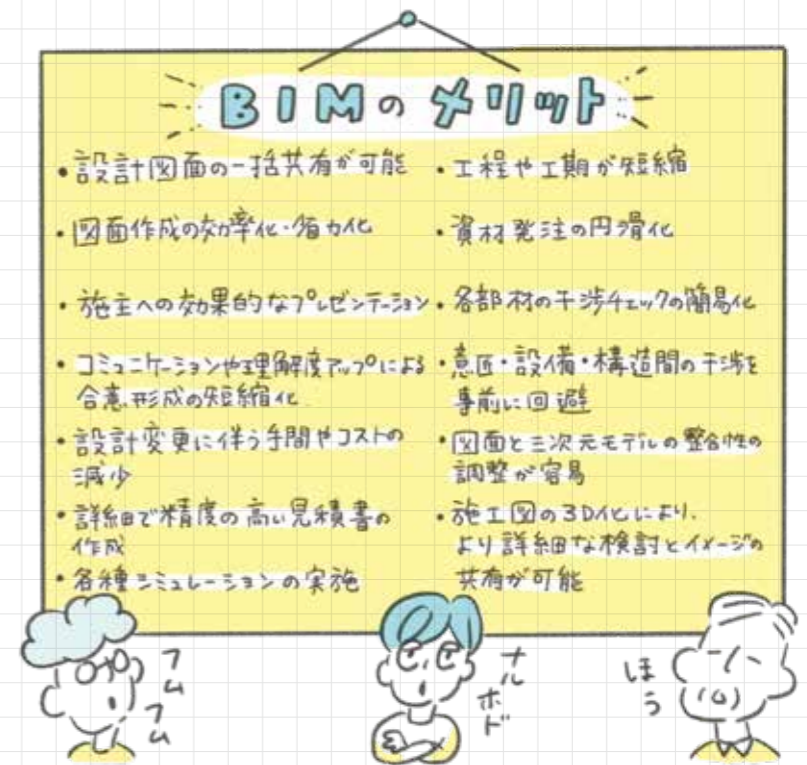 BIMのメリット
・設計図面の一括共有が可能
・図面作成の効率化・省力化
・施主への効果的なプレゼンテーション
・コミュニケーションや理解度アップによる
合意形成の短縮化
・設計変更に伴う手間やコストの
減少
・詳細で精度の高い見積書の
作成
・各種シミュレーションの実施
・工程や工期が短縮
・資材発注の円滑化
・各部材の干渉チェックの簡易化
・意匠・設備・構造間の干渉を
事前に回避
・図面と三次元モデルの整合性の
調整が容易
・施工図の3D化により、
より詳細な検討とイメージの
共有が可能
フム
フム
ナル
ホド
ほう